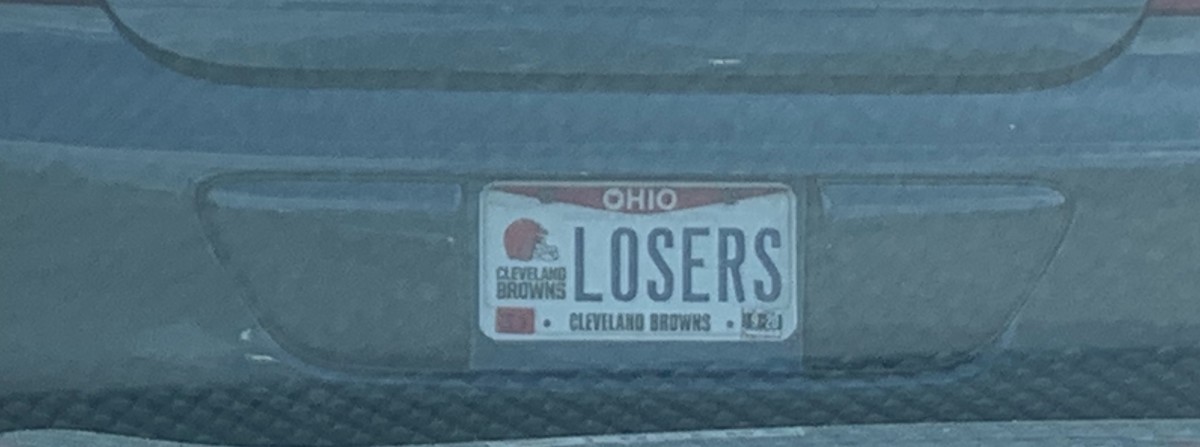 OHIO
LOSERS
CLEVELAND
BROWNS
CLEVELAND BROWNS